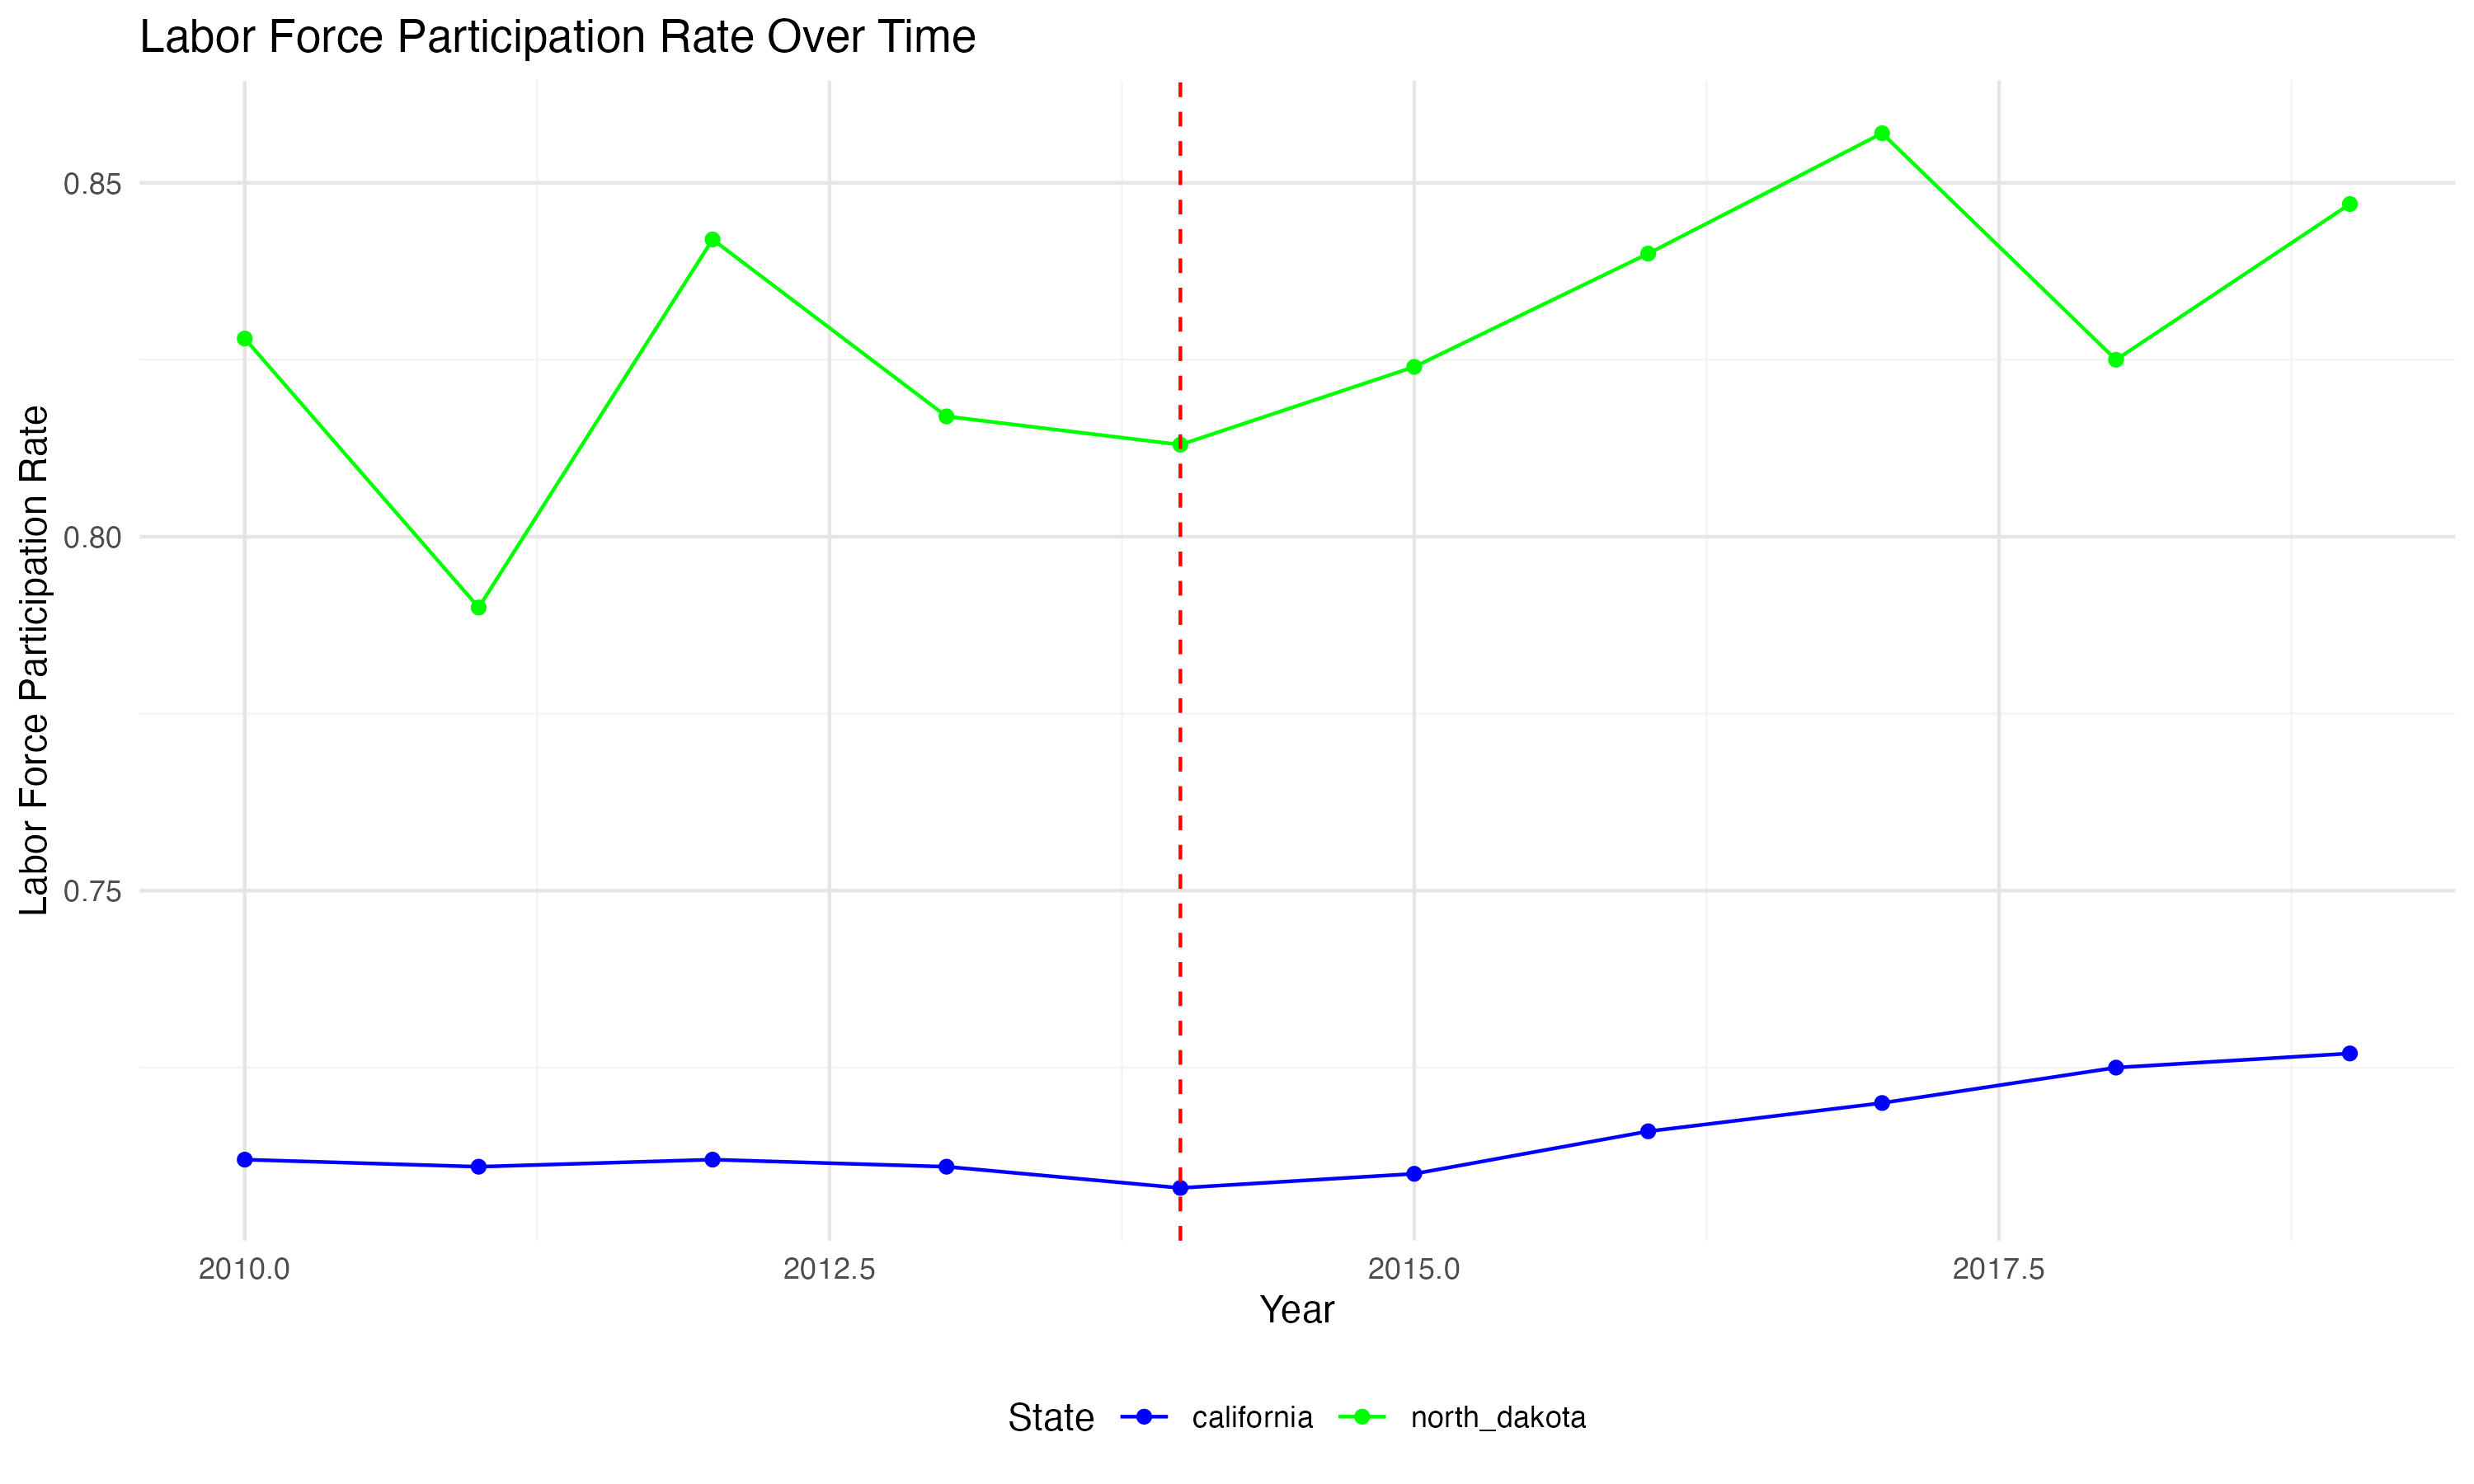 Labor Force Participation Rate Over Time
Labor Force Participation Rate
0.85
0.80
0.75
2010.0 2012.5 2015.0 2017.5
Year
State california north_dakota